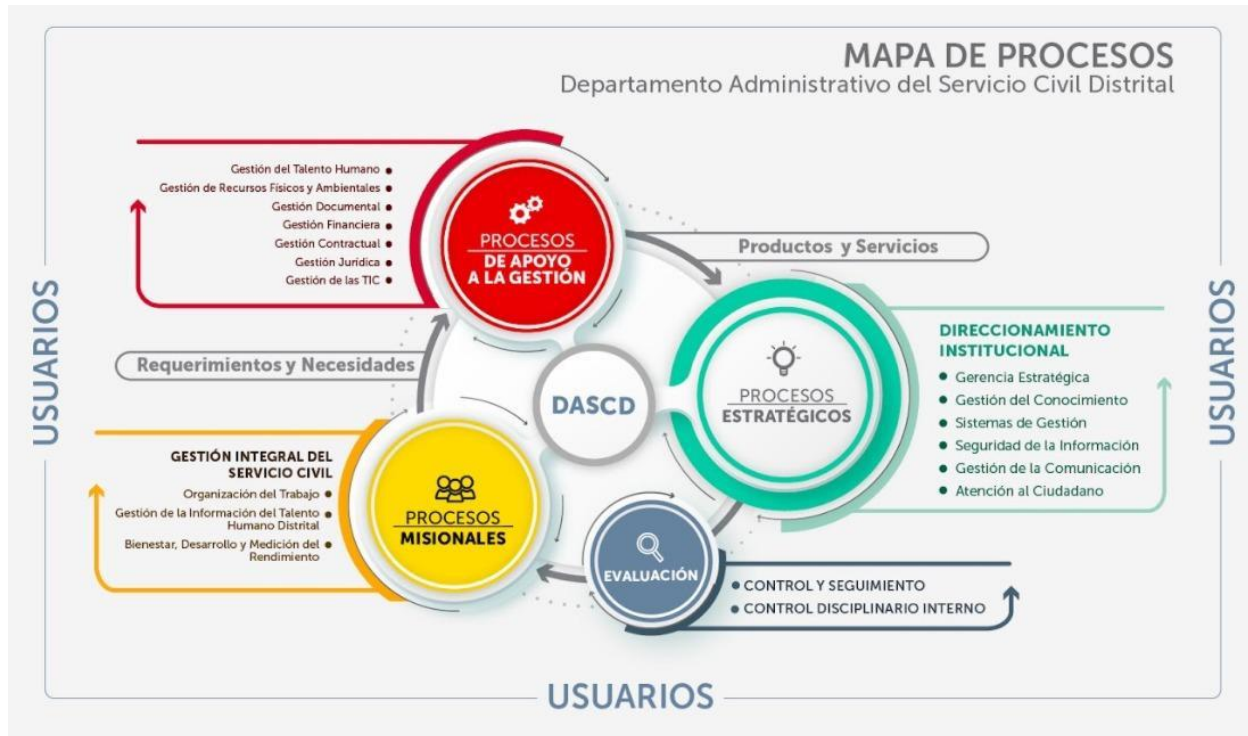 MAPA DE PROCESOS
Departamento Administrativo del Servicio Civil Distrital
Gestión del Talento Humano
Gestión de Recursos Físicos y Ambientales
Gestión Documental
Gestión Financiera
Gestión Contractual
Gestión Jurídica
Gestión de las TIC
PROCESOS
DE APOYO
A LA GESTIÓN
Productos y Servicios
USUARIOS
Requerimientos y Necesidades
DASCD
PROCESOS
ESTRATÉGICOS
DIRECCIONAMIENTO
INSTITUCIONAL
Gerencia Estratégica
Gestión del Conocimiento
Sistemas de Gestión
Seguridad de la Información
Gestión de la Comunicación
Atención al Ciudadano
USUARIOS
GESTIÓN INTEGRAL DEL
SERVICIO CIVIL
Organización del Trabajo
Gestión de la Información del Talento
Humano Distrital
Bienestar, Desarrollo y Medición del
Rendimiento
PROCESOS
MISIONALES
EVALUACIÓN
CONTROL Y SEGUIMIENTO
CONTROL DISCIPLINARIO INTERNO
USUARIOS